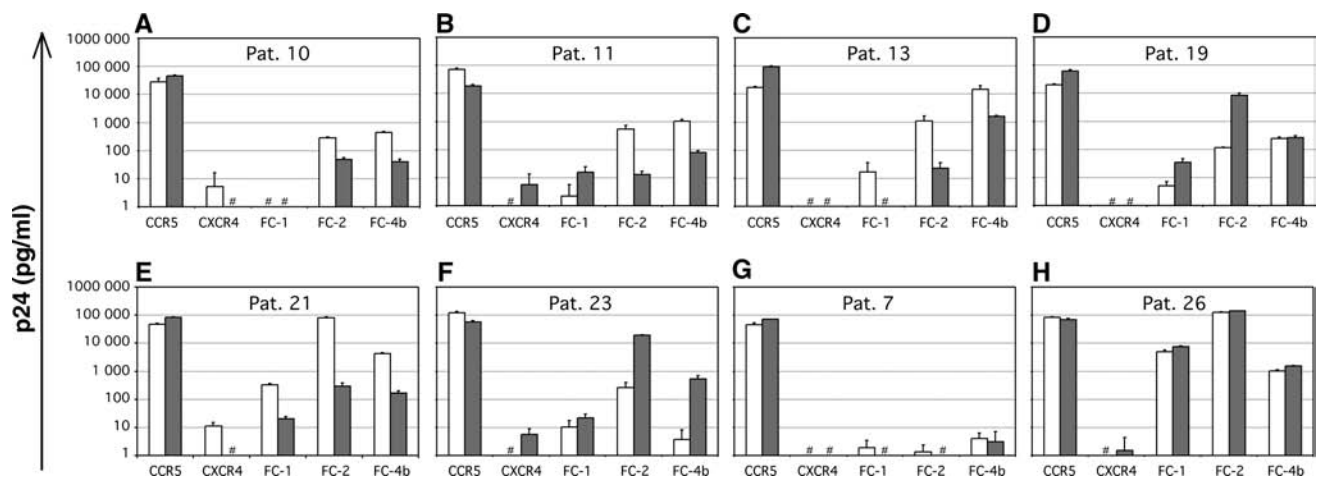 A B C D
Pat. 10 Pat. 11 Pat. 13 Pat. 19
1000 000
100 000
10 000
1 000
100
10
1
# # # # # # # # # #
CCR5 CXCR4 FC-1 FC-2 FC-4b CCR5 CXCR4 FC-1 FC-2 FC-4b CCR5 CXCR4 FC-1 FC-2 FC-4b CCR5 CXCR4 FC-1 FC-2 FC-4b
p24 (pg/ml)
E F G H
Pat. 21 Pat. 23 Pat. 7 Pat. 26
1000 000
100 000
10 000
1 000
100
10
1
# # # # # # #
CCR5 CXCR4 FC-1 FC-2 FC-4b CCR5 CXCR4 FC-1 FC-2 FC-4b CCR5 CXCR4 FC-1 FC-2 FC-4b CCR5 CXCR4 FC-1 FC-2 FC-4b